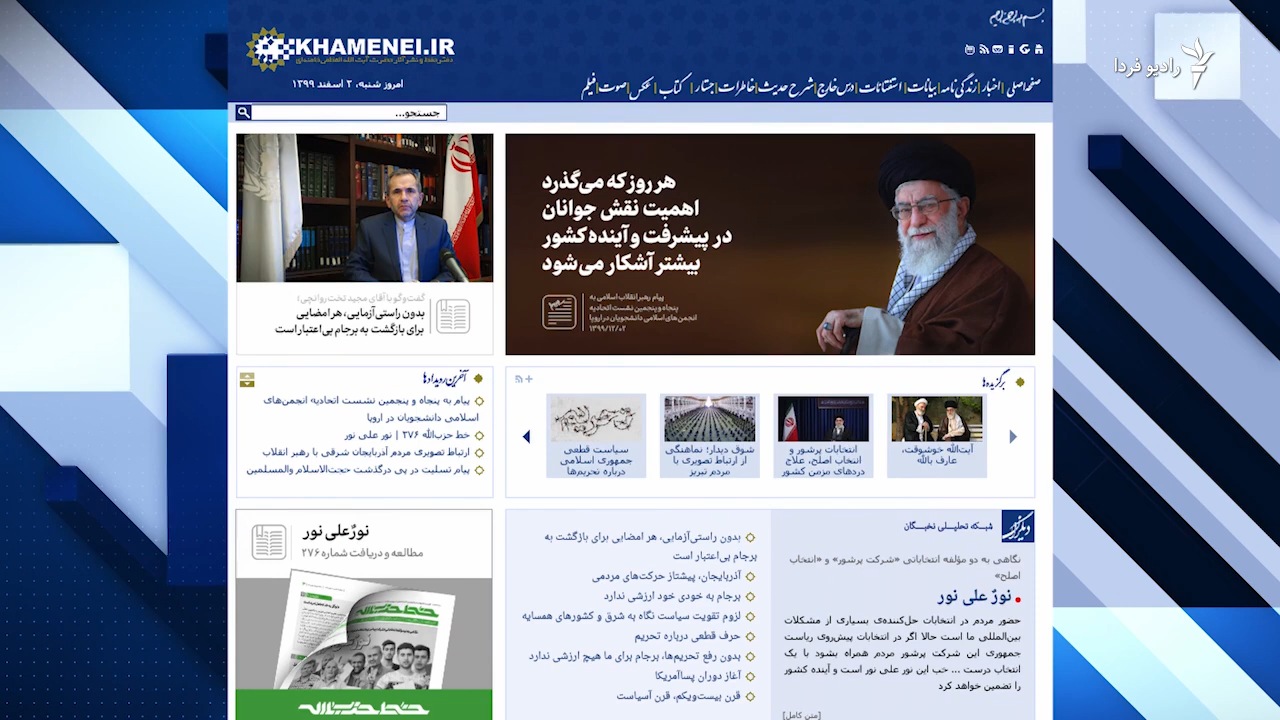 رادیو فردا
KHAMENEI.IR
امروز شنبه، ۲ اسفند ۱۳۹۹
صفحه اصلی | اخبار | زندگی‌نامه | بیانات | استفتائات | درس خارج | شرح حدیث | خاطرات | جستار | کتاب | عکس | صوت | فیلم
جستجو...
هر روز که می‌گذرد
اهمیت نقش جوانان
در پیشرفت و آینده کشور
بیشتر آشکار می‌شود
پیام رهبر انقلاب اسلامی به
پنجاه و پنجمین نشست اتحادیه
انجمن‌های اسلامی دانشجویان در اروپا
۱۳۹۹/۱۲/۰۲
گفت‌وگو با آقای مجید تخت روانچی؛
بدون راستی‌آزمایی، هر امضایی
برای بازگشت به برجام بی‌اعتبار است
برگزیده‌ها
آیت‌الله خوشوقت،
عارف بالله
انتخابات پرشور و
انتخاب اصلح، علاج
دردهای مزمن کشور
شوق دیدار؛ نماهنگی
از ارتباط تصویری با
مردم تبریز
سیاست قطعی
جمهوری اسلامی
درباره تحریم‌ها
آخرین رویدادها
پیام به پنجاه و پنجمین نشست اتحادیه انجمن‌های
اسلامی دانشجویان در اروپا
خط حزب‌الله ۲۷۶ | نور علی نور
ارتباط تصویری مردم آذربایجان شرقی با رهبر انقلاب
پیام تسلیت در پی درگذشت حجت‌الاسلام والمسلمین
شبکه تحلیلی نخبگان
نگاهی به دو مؤلفه انتخاباتی «شرکت پرشور» و «انتخاب
اصلح»
نورٌ علی نور
حضور مردم در انتخابات حل‌کننده‌ی بسیاری از مشکلات
بین‌المللی ما است حالا اگر در انتخابات پیش‌روی ریاست
جمهوری این شرکت پرشور مردم همراه بشود با یک
انتخاب درست ... خب این نور علی نور است و آینده کشور
را تضمین خواهد کرد
[متن کامل]
بدون راستی‌آزمایی، هر امضایی برای بازگشت به
برجام بی‌اعتبار است
آذربایجان، پیشتاز حرکت‌های مردمی
برجام به خودی خود ارزشی ندارد
لزوم تقویت سیاست نگاه به شرق و کشورهای همسایه
حرف قطعی درباره تحریم
بدون رفع تحریم‌ها، برجام برای ما هیچ ارزشی ندارد
آغاز دوران پساآمریکا
قرن بیست‌ویکم، قرن آسیاست
نورٌ علی نور
مطالعه و دریافت شماره ۲۷۶
خط حزب‌الله
خط حزب‌الله